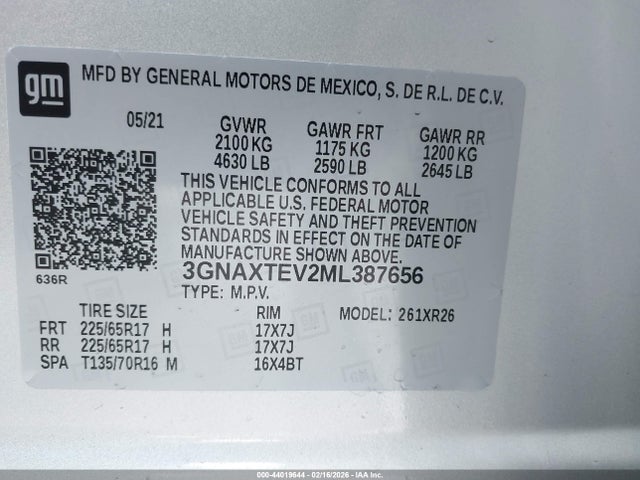 gm
MFD BY GENERAL MOTORS DE MEXICO, S. DE R.L. DE C.V.
05/21 GVWR GAWR FRT GAWR RR
2100 KG 1175 KG 1200 KG
4630 LB 2590 LB 2645 LB
THIS VEHICLE CONFORMS TO ALL
APPLICABLE U.S. FEDERAL MOTOR
VEHICLE SAFETY AND THEFT PREVENTION
STANDARDS IN EFFECT ON THE DATE OF
MANUFACTURE SHOWN ABOVE.
3GNAXTEV2ML387656
636R
TYPE: M.P.V.
TIRE SIZE RIM MODEL: 261XR26
FRT 225/65R17 H 17X7J
RR 225/65R17 H 17X7J
SPA T135/70R16 M 16X4BT
000-44019644 - 02/16/2026 - IAA Inc.